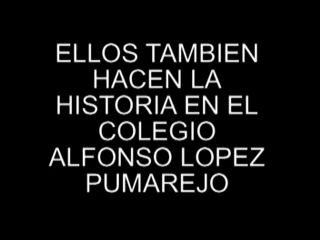 ELLOS TAMBIEN
HACEN LA
HISTORIA EN EL
COLEGIO
ALFONSO LOPEZ
PUMAREJO